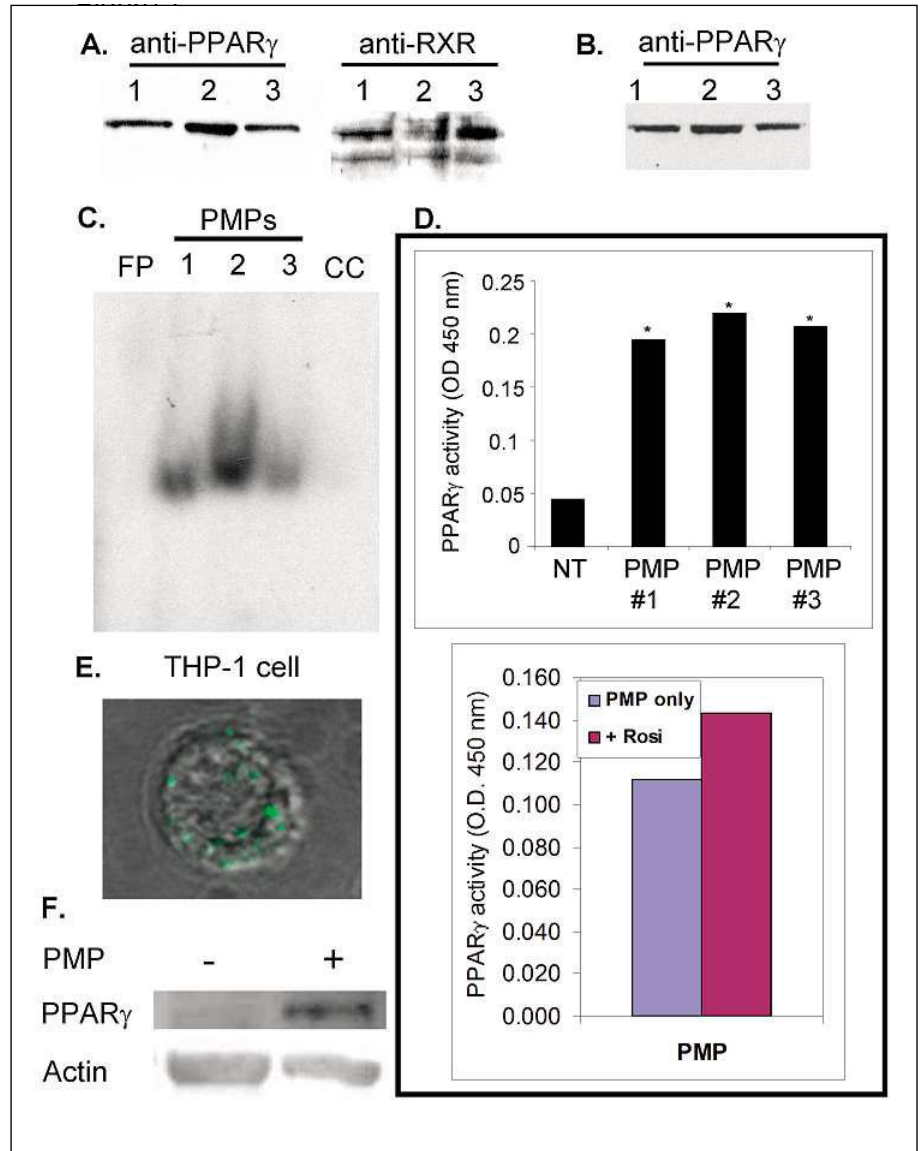 A. anti-PPARγ anti-RXR
1 2 3 1 2 3
B. anti-PPARγ
1 2 3
C. PMPs
FP 1 2 3 CC
D.
PPARγ activity (OD 450 nm)
0.25
0.2
0.15
0.1
0.05
0
* * *
NT PMP PMP PMP
#1 #2 #3
PPARγ activity (O.D. 450 nm)
0.160
0.140
0.120
0.100
0.080
0.060
0.040
0.020
0.000
PMP only
+ Rosi
PMP
E. THP-1 cell
F.
PMP - +
PPARγ
Actin